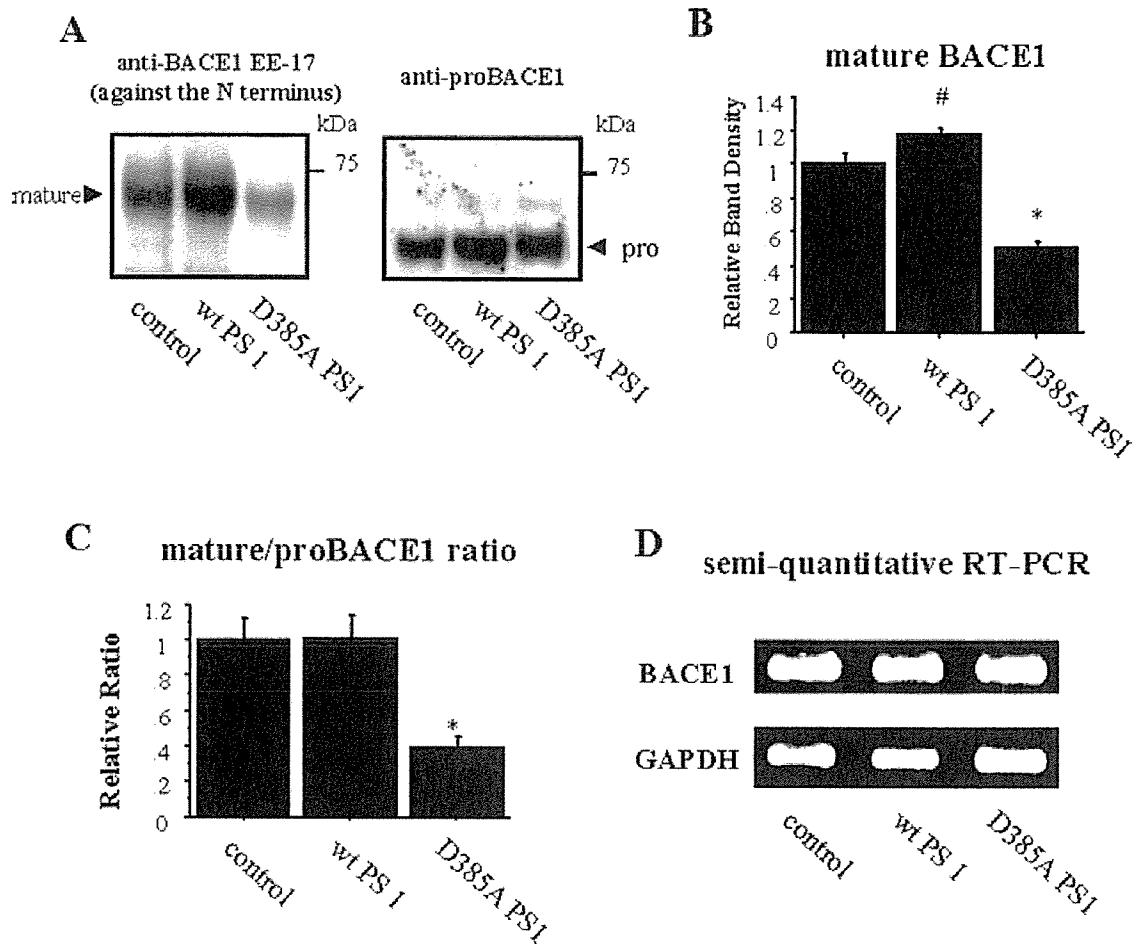 A
anti-BACE1 EE-17
(against the N terminus)
kDa
75
mature
control
wt PS 1
D385A PS1
anti-proBACE1
kDa
75
pro
control
wt PS 1
D385A PS1
B
mature BACE1
Relative Band Density
1.4
1.2
1
.8
.6
.4
.2
0
#
*
control
wt PS 1
D385A PS1
C
mature/proBACE1 ratio
Relative Ratio
1.2
1
.8
.6
.4
.2
0
*
control
wt PS 1
D385A PS1
D
semi-quantitative RT-PCR
BACE1
GAPDH
control
wt PS 1
D385A PS1